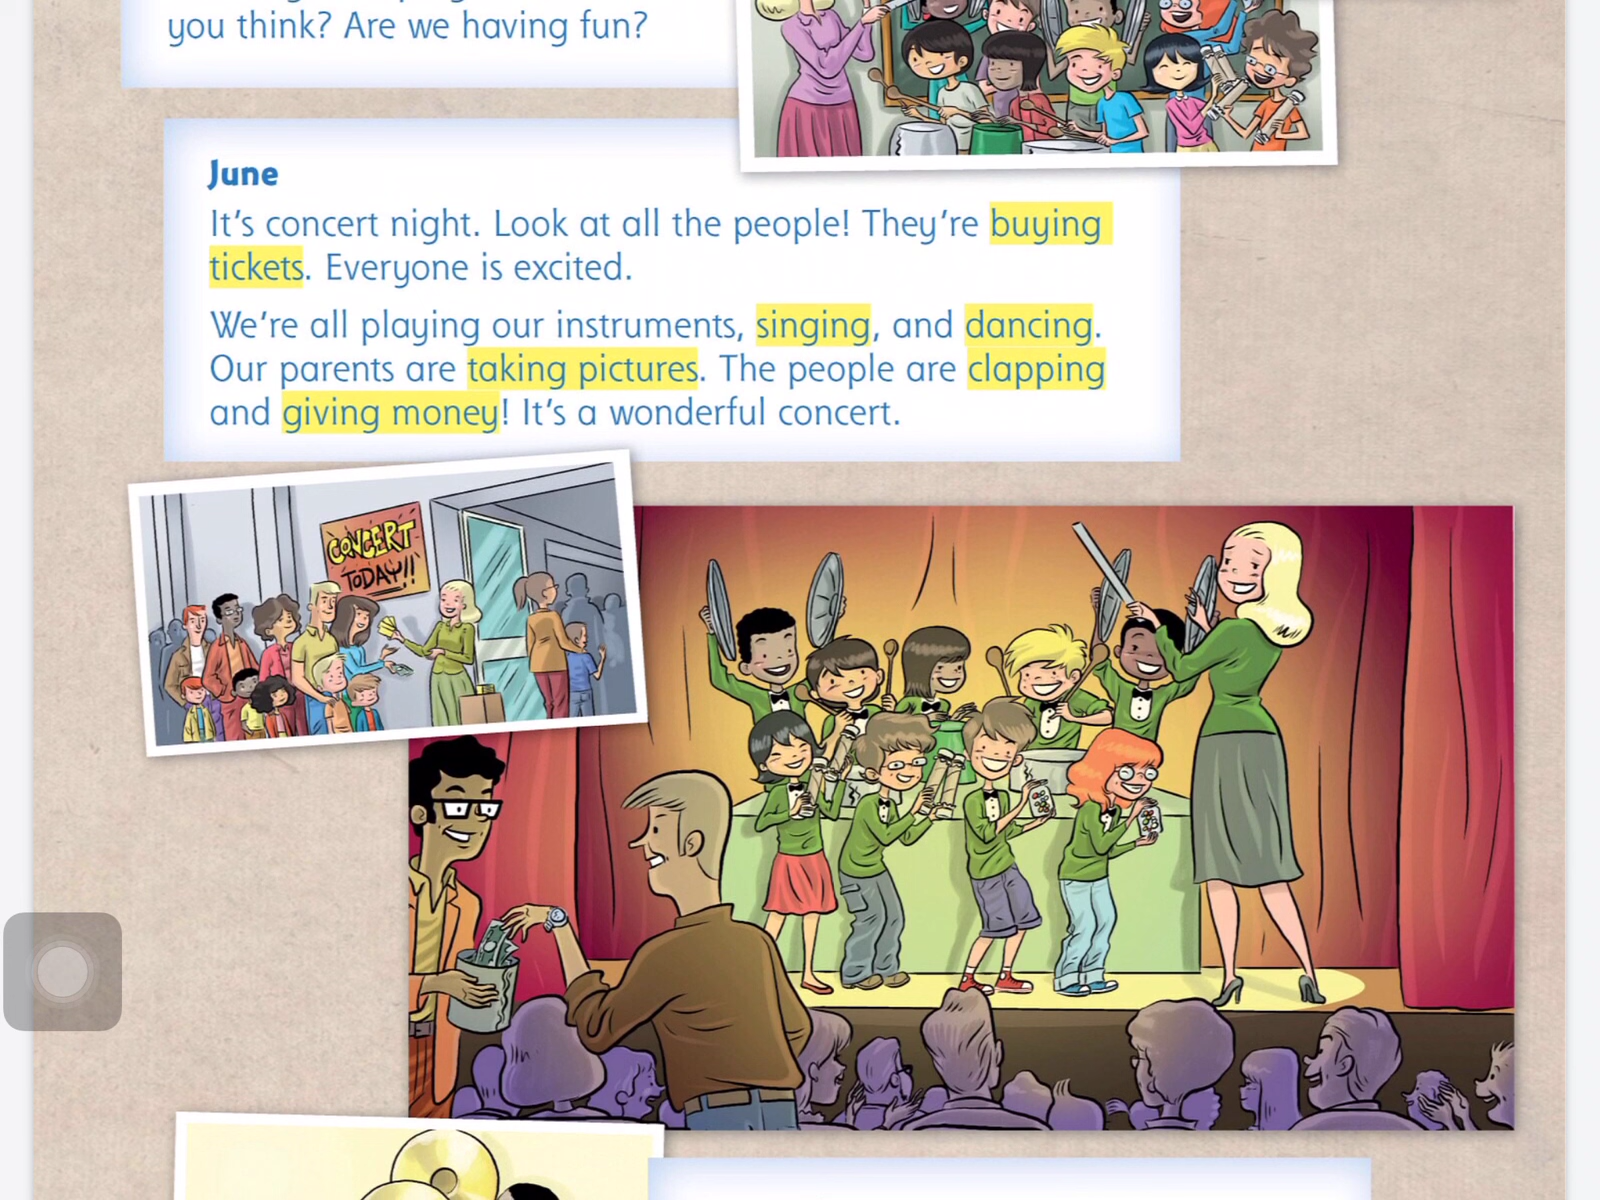 you think? Are we having fun?
June
It's concert night. Look at all the people! They're buying
tickets. Everyone is excited.
We're all playing our instruments, singing, and dancing.
Our parents are taking pictures. The people are clapping
and giving money! It's a wonderful concert.
CONCERT
TODAY!!